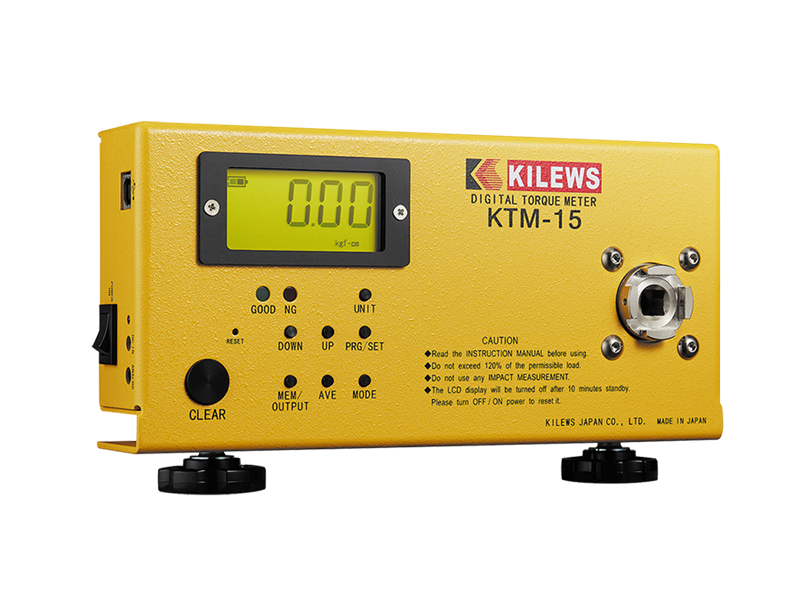 KILEWS
DIGITAL TORQUE METER
KTM-15
0.00
kgf-cm
GOOD NG UNIT
RESET
DOWN UP PRG/SET
CLEAR
MEM/
OUTPUT AVE MODE
CAUTION
◆Read the INSTRUCTION MANUAL before using.
◆Do not exceed 120% of the permissible load.
◆Do not use any IMPACT MEASUREMENT.
◆The LCD display will be turned off after 10 minutes standby.
Please turn OFF/ON power to reset it.
KILEWS JAPAN CO., LTD. MADE IN JAPAN